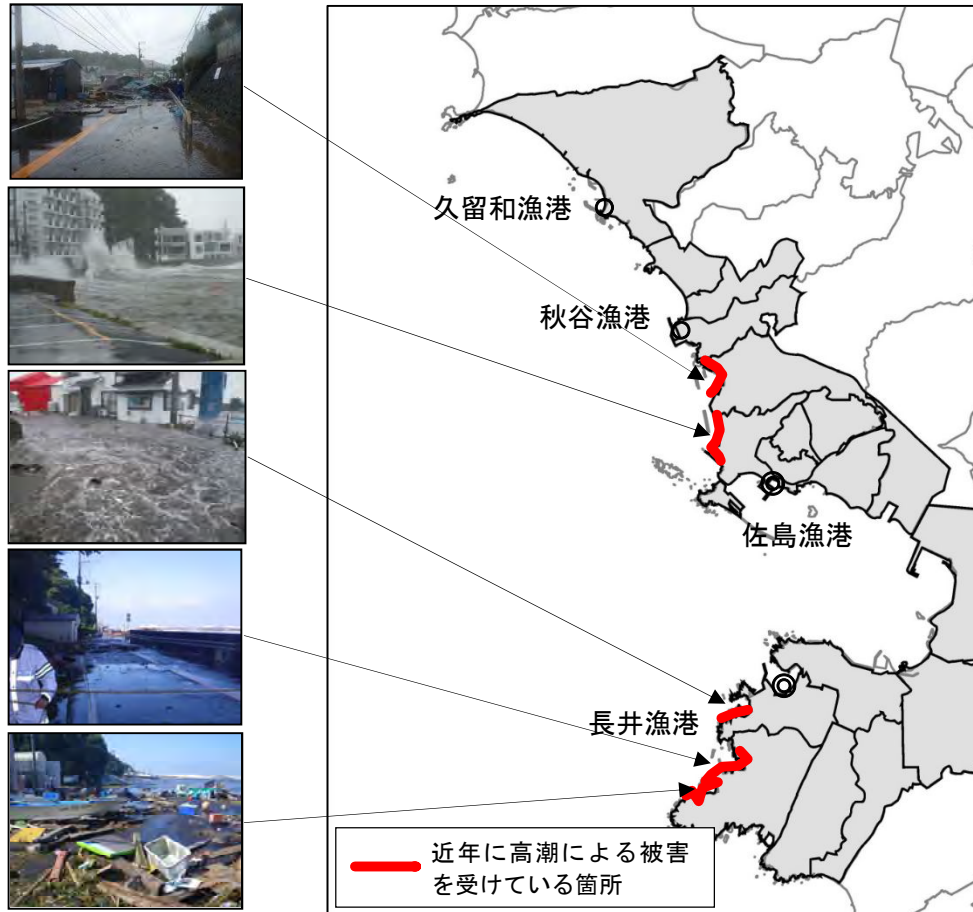 久留和漁港
秋谷漁港
佐島漁港
長井漁港
近年に高潮による被害
を受けている箇所